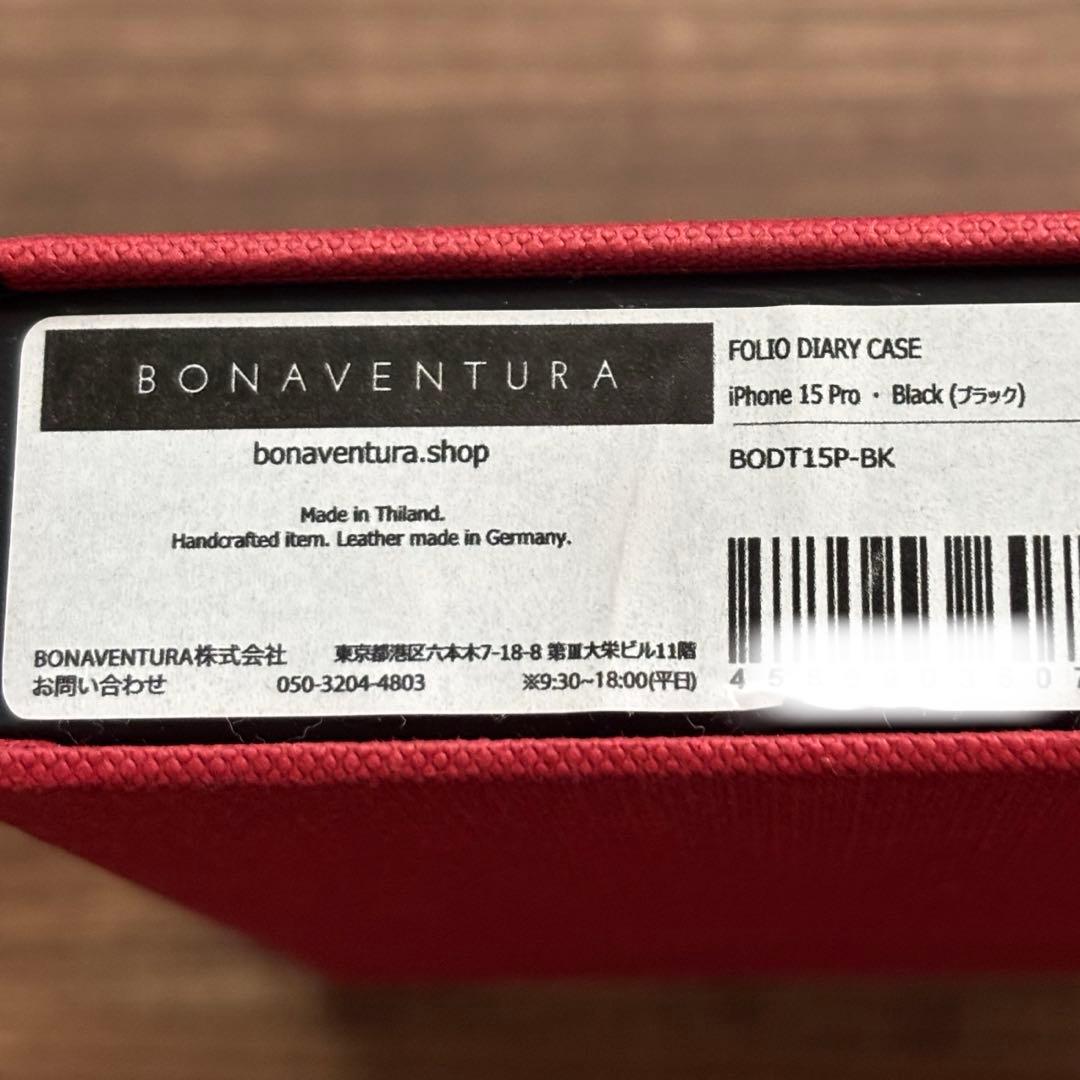 BONAVENTURA
bonaventura.shop
Made in Thiland.
Handcrafted item. Leather made in Germany.
BONAVENTURA株式会社 東京都港区六本木7-18-8 第Ⅲ大栄ビル11階
お問い合わせ 050-3204-4803 ※9:30~18:00(平日)
FOLIO DIARY CASE
iPhone 15 Pro ・ Black (ブラック)
BODT15P-BK